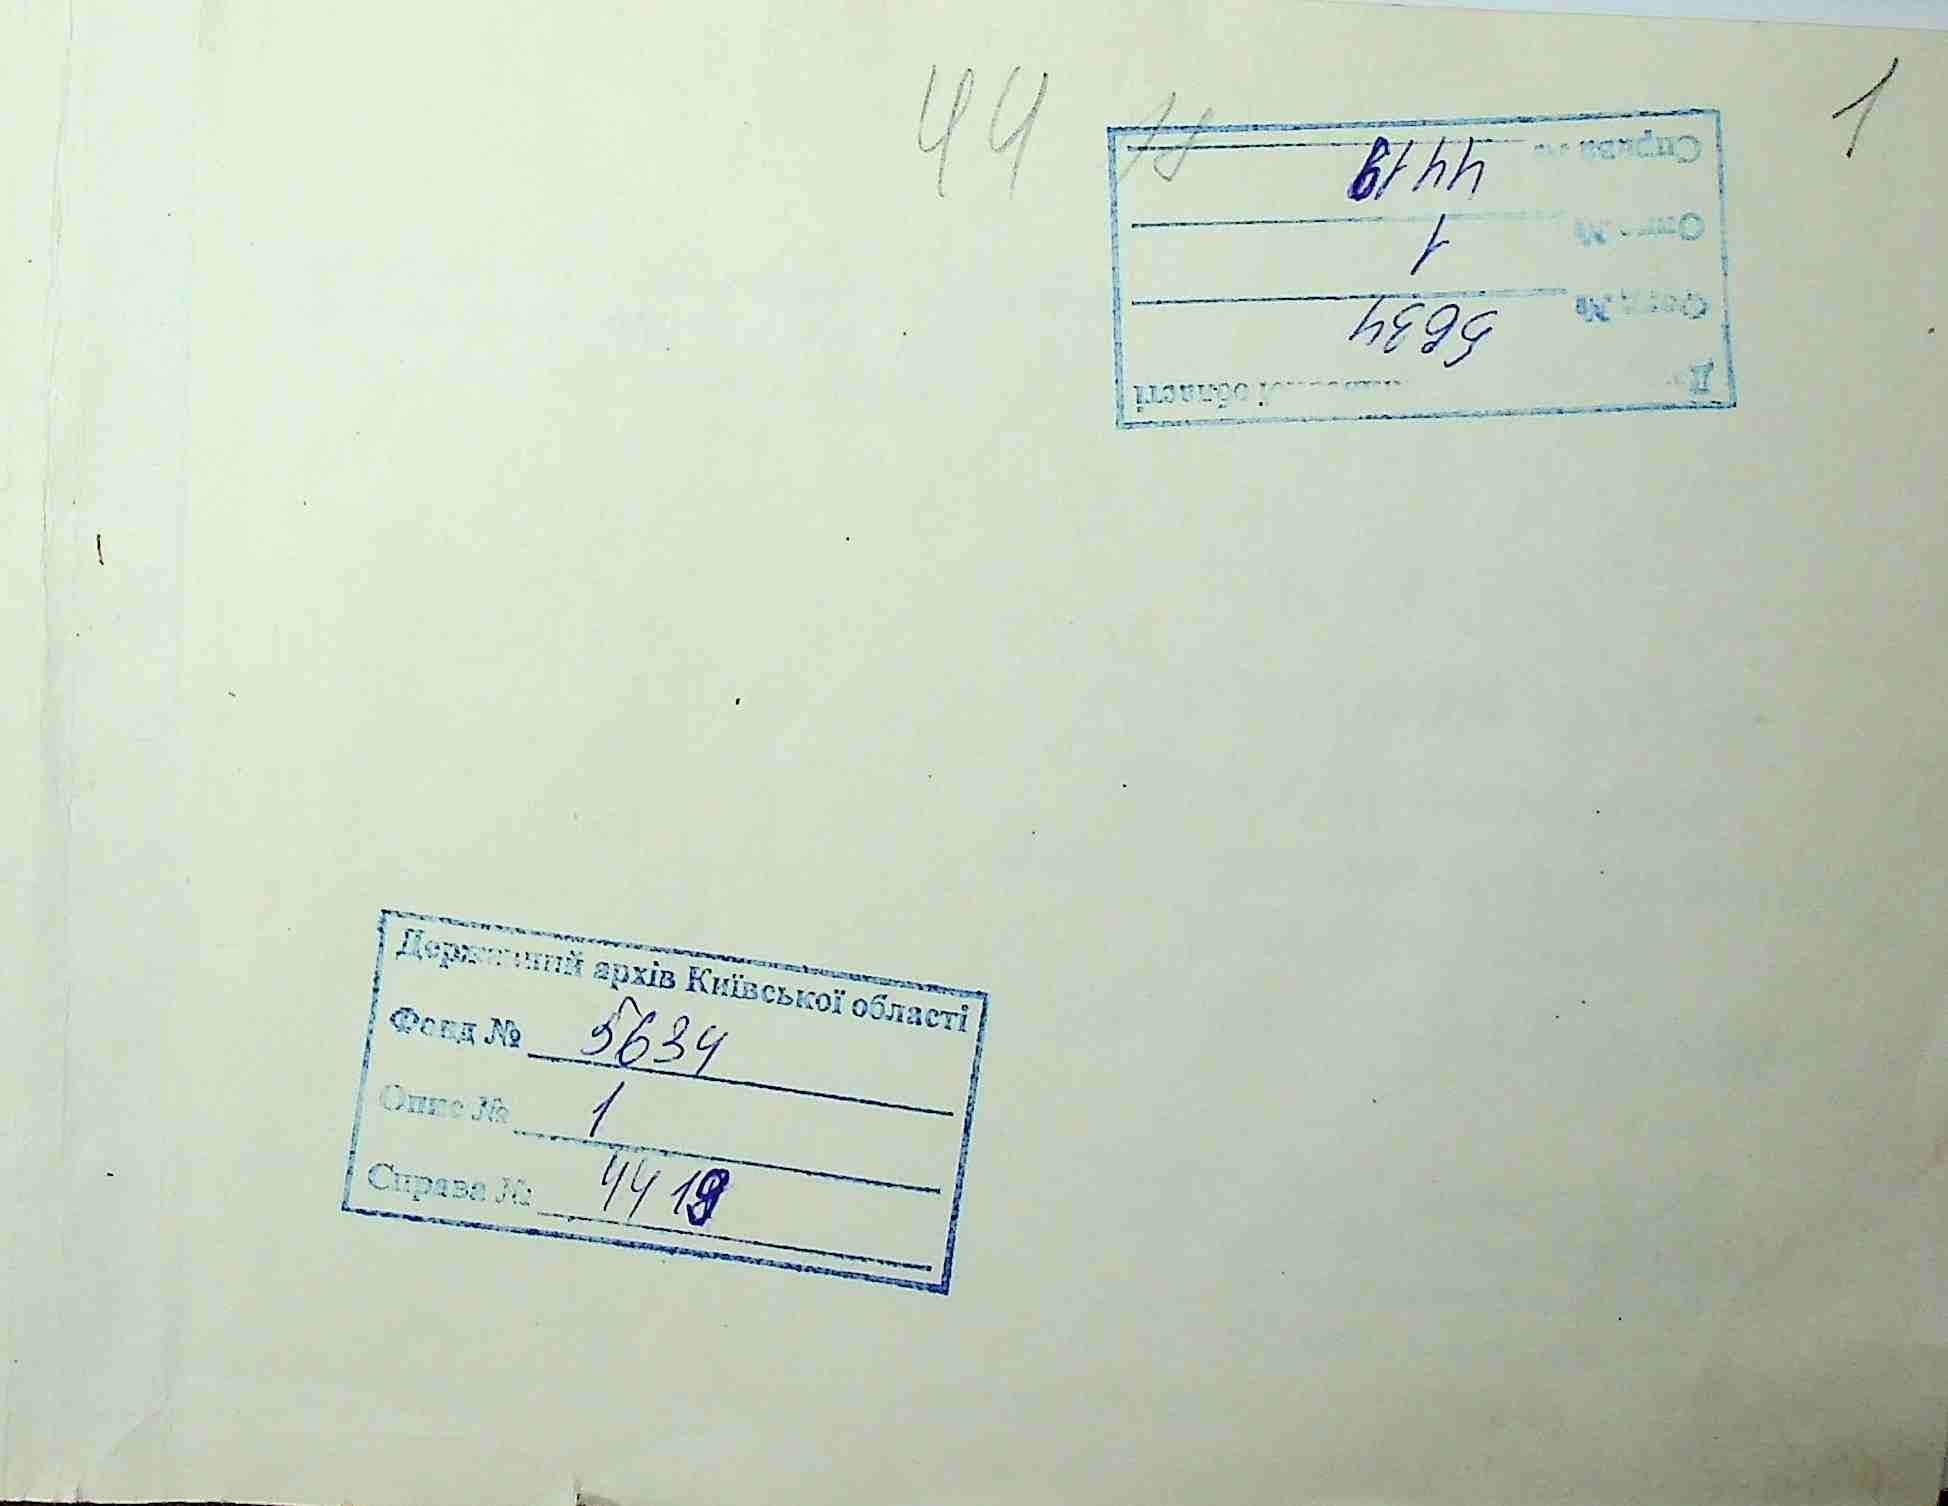 44
1
Справа № 4419
Опис № 1
Фонд № 5634
області
Державний архів Київської області
Фонд № 5634
Опис № 1
Справа № 4419